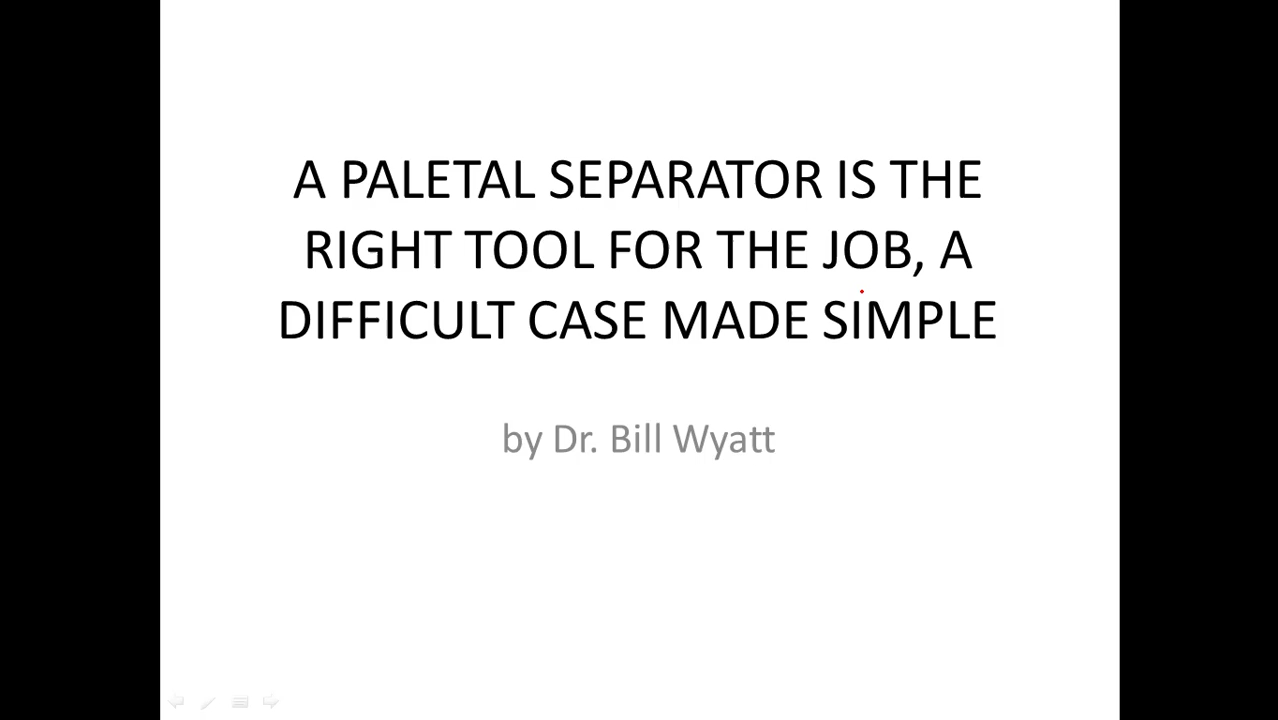 A PALETAL SEPARATOR IS THE
RIGHT TOOL FOR THE JOB, A
DIFFICULT CASE MADE SIMPLE
by Dr. Bill Wyatt